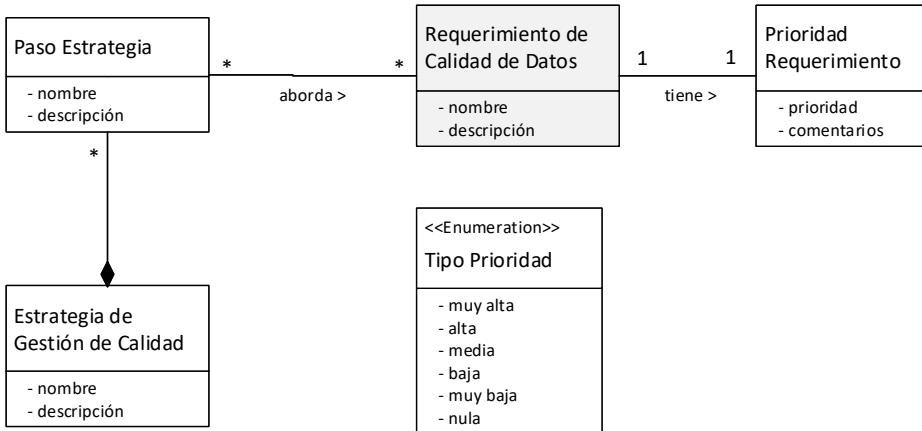 Paso Estrategia
- nombre
- descripción
*
aborda >
*
Requerimiento de
Calidad de Datos
- nombre
- descripción
1
tiene >
1
Prioridad
Requerimiento
- prioridad
- comentarios
*
Estrategia de
Gestión de Calidad
- nombre
- descripción
<<Enumeration>>
Tipo Prioridad
- muy alta
- alta
- media
- baja
- muy baja
- nula